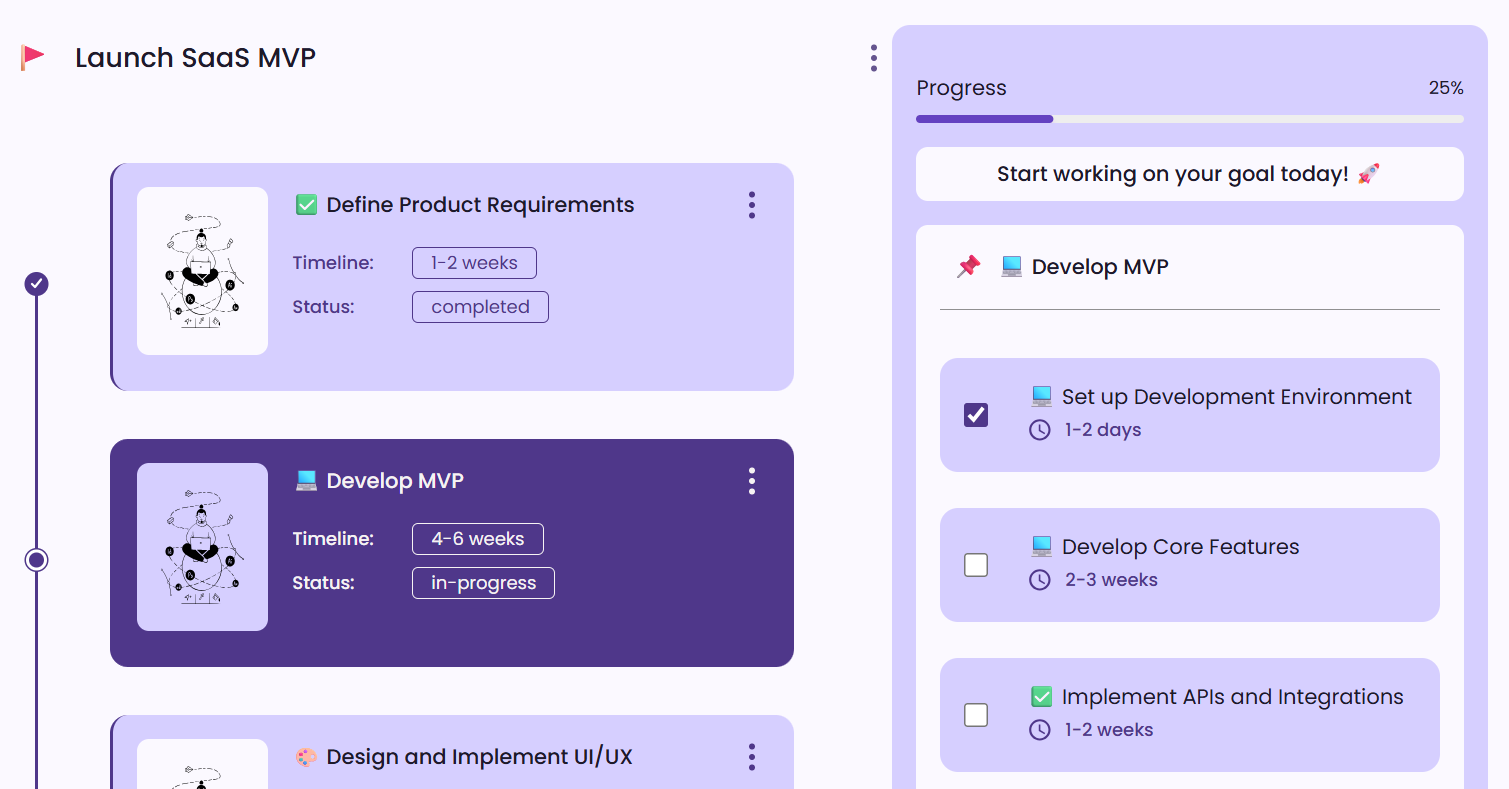 Launch SaaS MVP
Define Product Requirements
Timeline: 1-2 weeks
Status: completed
Develop MVP
Timeline: 4-6 weeks
Status: in-progress
Design and Implement UI/UX
Progress 25%
Start working on your goal today! 🚀
Develop MVP
Set up Development Environment
1-2 days
Develop Core Features
2-3 weeks
Implement APIs and Integrations
1-2 weeks